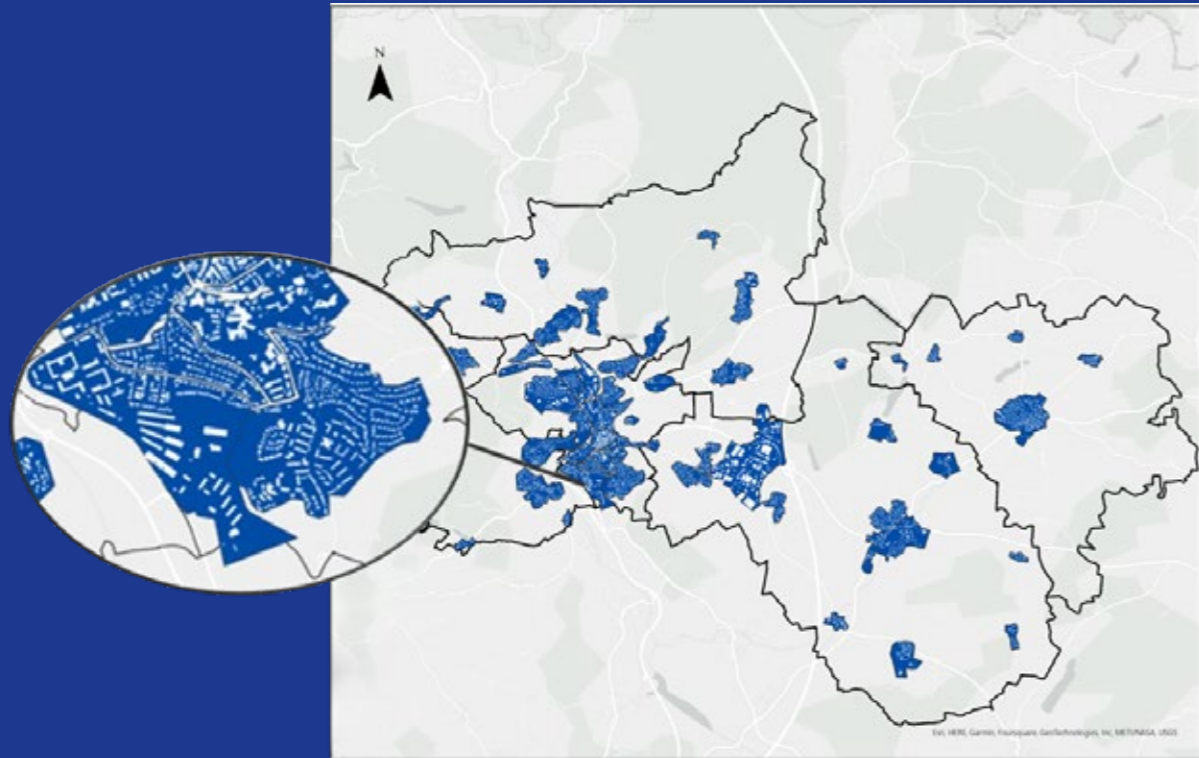 N
Esri, HERE, Garmin, Foursquare, GeoTechnologies, Inc, METI/NASA, USGS